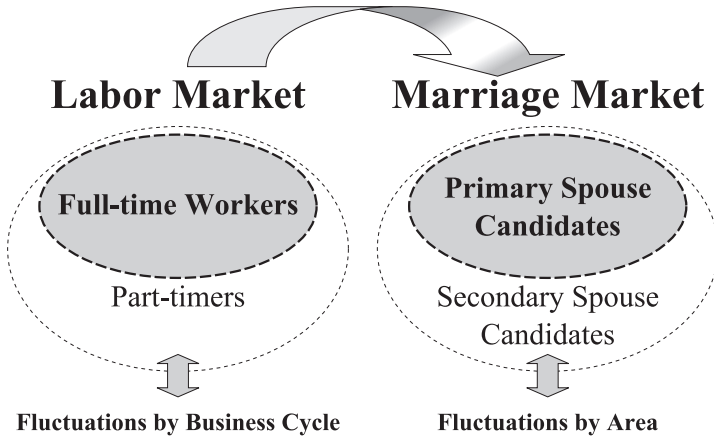 Labor Market
Marriage Market
Full-time Workers
Part-timers
Primary Spouse
Candidates
Secondary Spouse
Candidates
Fluctuations by Business Cycle
Fluctuations by Area